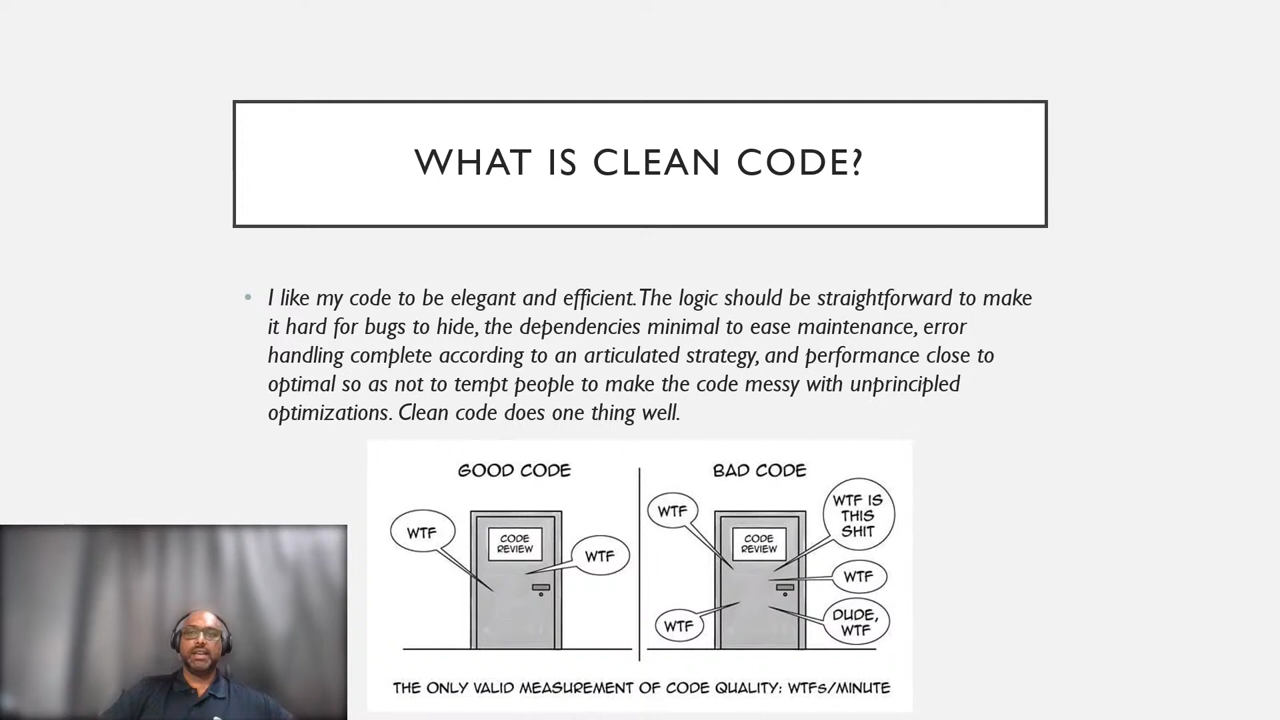 WHAT IS CLEAN CODE?
• I like my code to be elegant and efficient. The logic should be straightforward to make
it hard for bugs to hide, the dependencies minimal to ease maintenance, error
handling complete according to an articulated strategy, and performance close to
optimal so as not to tempt people to make the code messy with unprincipled
optimizations. Clean code does one thing well.
GOOD CODE
WTF
CODE
REVIEW
WTF
BAD CODE
WTF
CODE
REVIEW
WTF IS
THIS
SHIT
WTF
WTF
DUDE,
WTF
THE ONLY VALID MEASUREMENT OF CODE QUALITY: WTFs/MINUTE